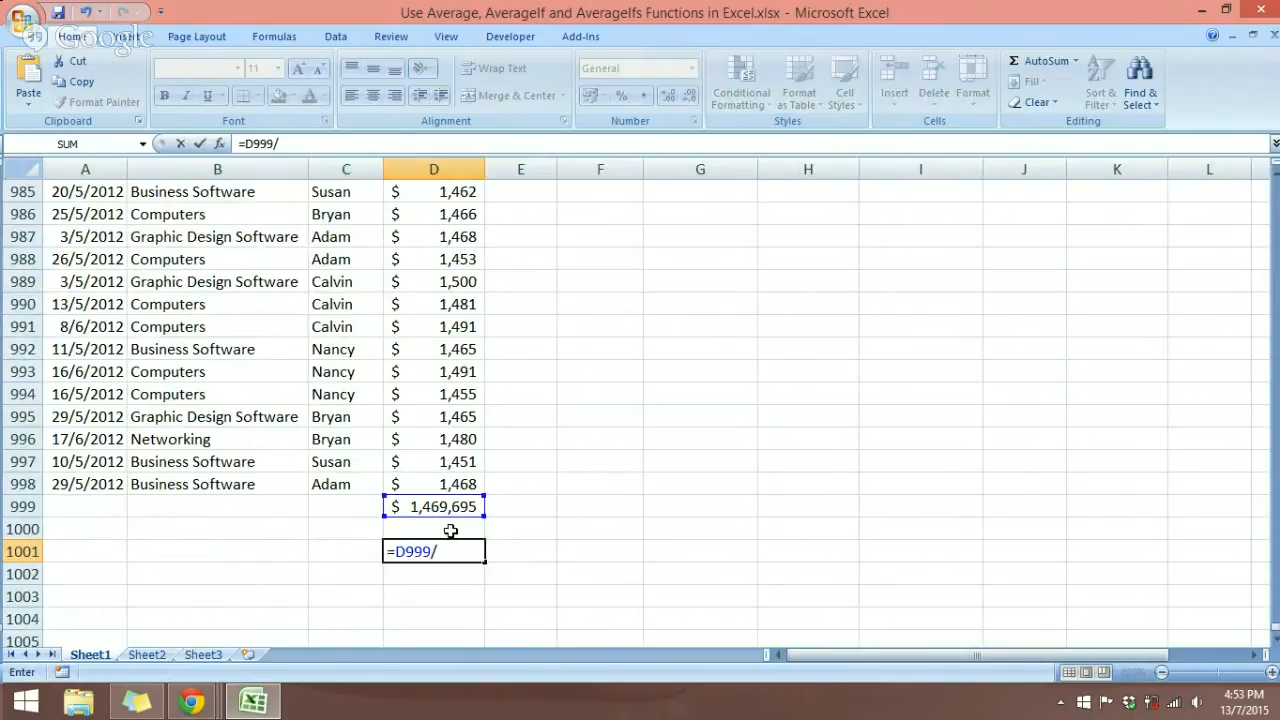 Use Average, AverageIf and AverageIfs Functions in Excel.xlsx - Microsoft Excel
Google
Home Insert Page Layout Formulas Data Review View Developer Add-Ins
Paste
Cut
Copy
Format Painter
Clipboard
11 A A
B I U A
Font
Wrap Text
Merge & Center
Alignment
General
% ,
Number
Conditional Formatting
Format as Table
Cell Styles
Styles
Insert Delete Format
Cells
Σ AutoSum
Fill
Clear
Sort & Filter
Find & Select
Editing
SUM fx =D999/
A B C D E F G H I J K L
985 20/5/2012 Business Software Susan $ 1,462
986 25/5/2012 Computers Bryan $ 1,466
987 3/5/2012 Graphic Design Software Adam $ 1,468
988 26/5/2012 Computers Adam $ 1,453
989 3/5/2012 Graphic Design Software Calvin $ 1,500
990 13/5/2012 Computers Calvin $ 1,481
991 8/6/2012 Computers Calvin $ 1,491
992 11/5/2012 Business Software Nancy $ 1,465
993 16/6/2012 Computers Nancy $ 1,491
994 16/5/2012 Computers Nancy $ 1,455
995 29/5/2012 Graphic Design Software Bryan $ 1,465
996 17/6/2012 Networking Bryan $ 1,480
997 10/5/2012 Business Software Susan $ 1,451
998 29/5/2012 Business Software Adam $ 1,468
999 $ 1,469,695
1000
1001 =D999/
1002
1003
1004
1005
Sheet1 Sheet2 Sheet3
Enter
4:53 PM
13/7/2015